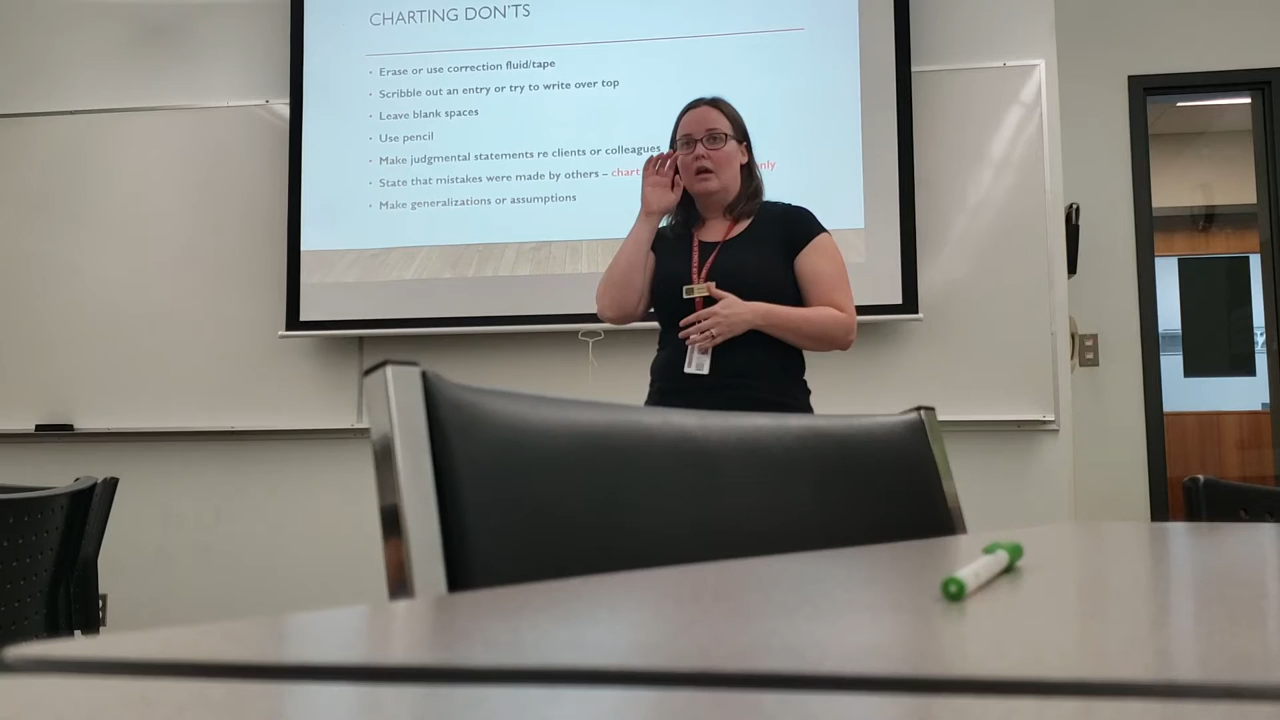 CHARTING DON'TS
• Erase or use correction fluid/tape
• Scribble out an entry or try to write over top
• Leave blank spaces
• Use pencil
• Make judgmental statements re clients or colleagues
• State that mistakes were made by others – chart nly
• Make generalizations or assumptions